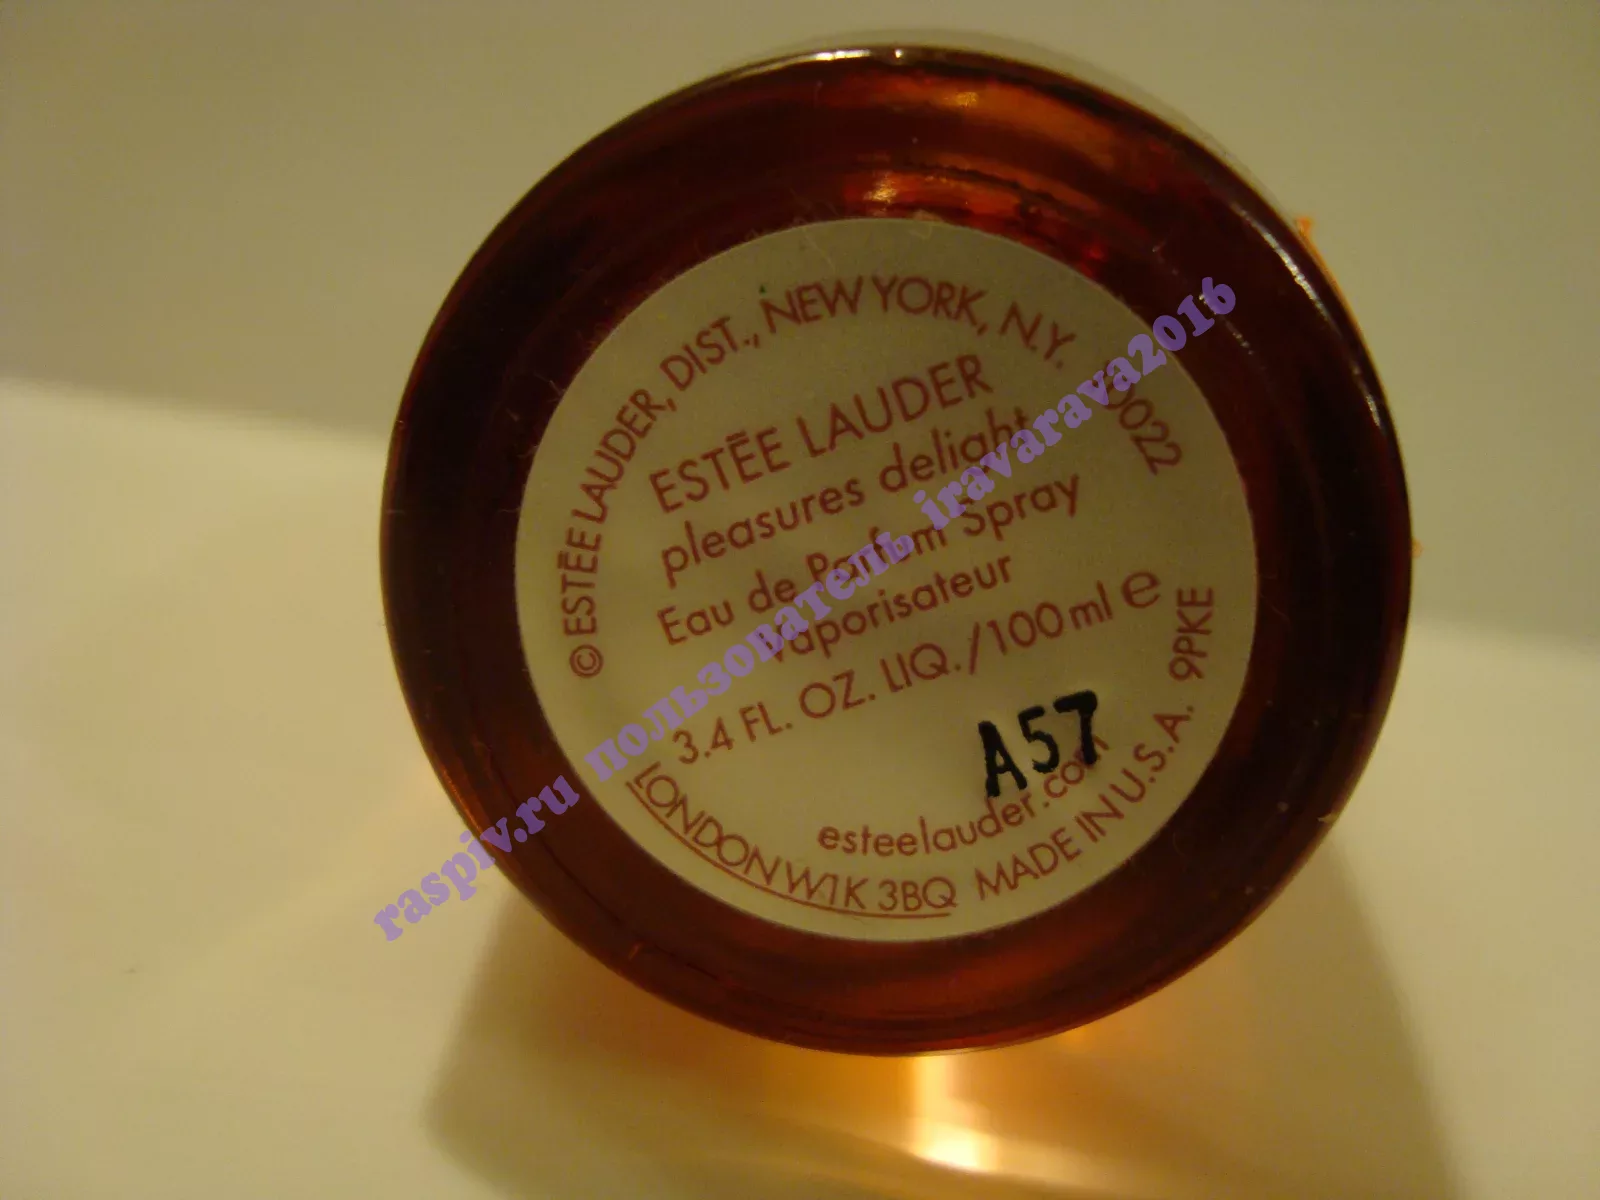 © ESTĒE LAUDER, DIST., NEW YORK, N.Y. 10022
ESTĒE LAUDER
pleasures delight
Eau de Parfum Spray
Vaporisateur
3.4 FL. OZ. LIQ./100 ml e
A57
esteelauder.com
LONDON W1K 3BQ MADE IN U.S.A. 9PKE
raspiv.ru пользователь iravarava2016